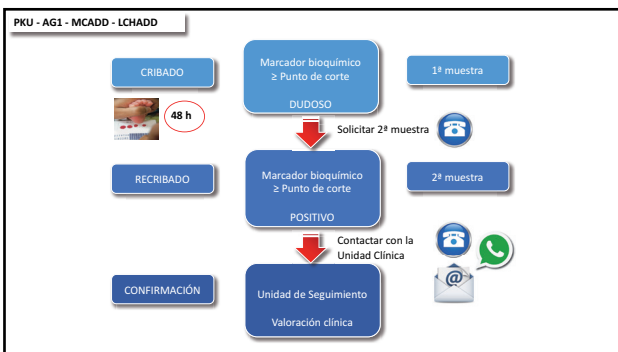 PKU - AG1 - MCADD - LCHADD
CRIBADO
Marcador bioquímico
≥ Punto de corte
DUDOSO
1ª muestra
48 h
Solicitar 2ª muestra
RECRIBADO
Marcador bioquímico
≥ Punto de corte
POSITIVO
2ª muestra
Contactar con la
Unidad Clínica
@
CONFIRMACIÓN
Unidad de Seguimiento
Valoración clínica